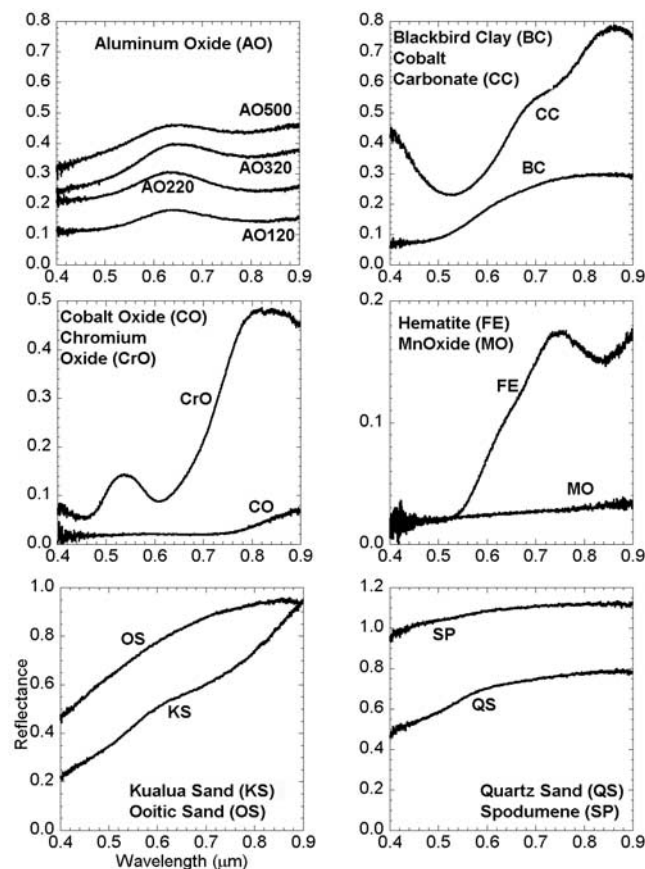 Aluminum Oxide (AO)
0.8
0.7
0.6
0.5
0.4
0.3
0.2
0.1
0.0
AO500
AO320
AO220
AO120
0.4 0.5 0.6 0.7 0.8 0.9
Blackbird Clay (BC)
Cobalt
Carbonate (CC)
0.8
0.7
0.6
0.5
0.4
0.3
0.2
0.1
0.0
CC
BC
0.4 0.5 0.6 0.7 0.8 0.9
Cobalt Oxide (CO)
Chromium
Oxide (CrO)
0.5
0.4
0.3
0.2
0.1
0.0
CrO
CO
0.4 0.5 0.6 0.7 0.8 0.9
Hematite (FE)
MnOxide (MO)
0.2
0.1
0.0
FE
MO
0.4 0.5 0.6 0.7 0.8 0.9
1.0
0.8
0.6
0.4
0.2
0.0
Reflectance
OS
KS
Kualua Sand (KS)
Ooitic Sand (OS)
0.4 0.5 0.6 0.7 0.8 0.9
Wavelength (μm)
1.2
1.0
0.8
0.6
0.4
0.2
0.0
SP
QS
Quartz Sand (QS)
Spodumene (SP)
0.4 0.5 0.6 0.7 0.8 0.9